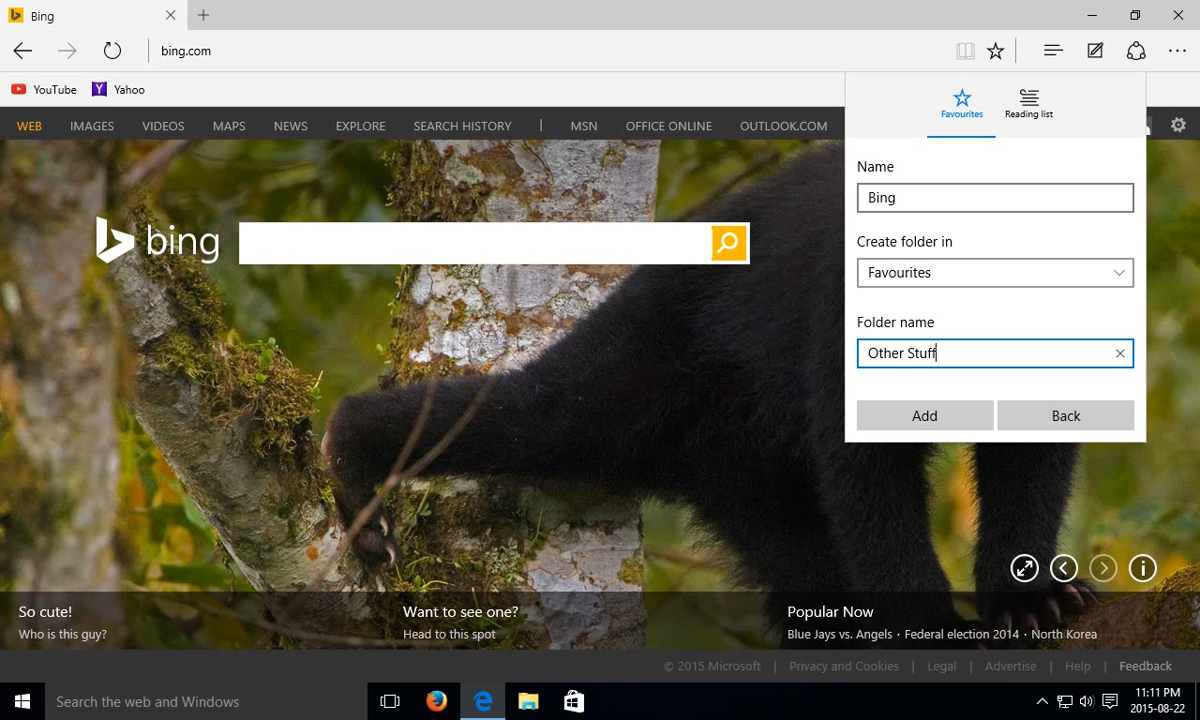 Bing
bing.com
YouTube
Yahoo
WEB IMAGES VIDEOS MAPS NEWS EXPLORE SEARCH HISTORY | MSN OFFICE ONLINE OUTLOOK.COM
Favourites
Reading list
Name
Bing
Create folder in
Favourites
Folder name
Other Stuff
Add
Back
bing
So cute!
Who is this guy?
Want to see one?
Head to this spot
Popular Now
Blue Jays vs. Angels · Federal election 2014 · North Korea
© 2015 Microsoft | Privacy and Cookies | Legal | Advertise | Help | Feedback
Search the web and Windows
11:11 PM
2015-08-22